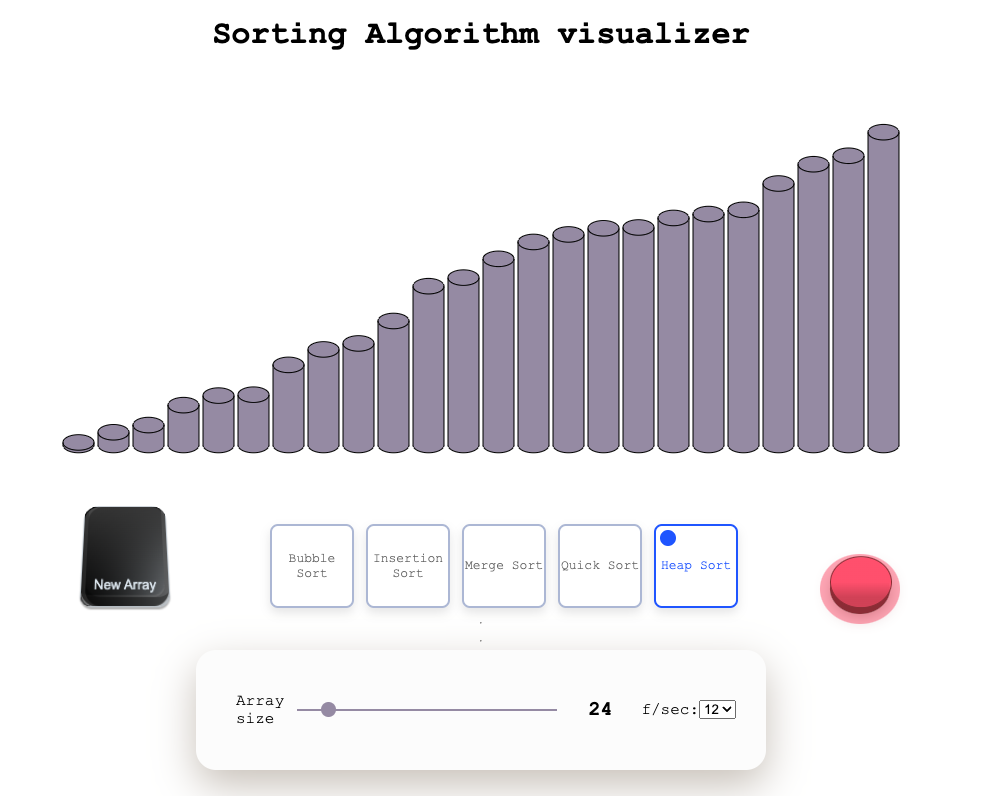 Sorting Algorithm visualizer
New Array
Bubble
Sort
Insertion
Sort
Merge Sort
Quick Sort
Heap Sort
.
.
Array
size
24
f/sec:
12